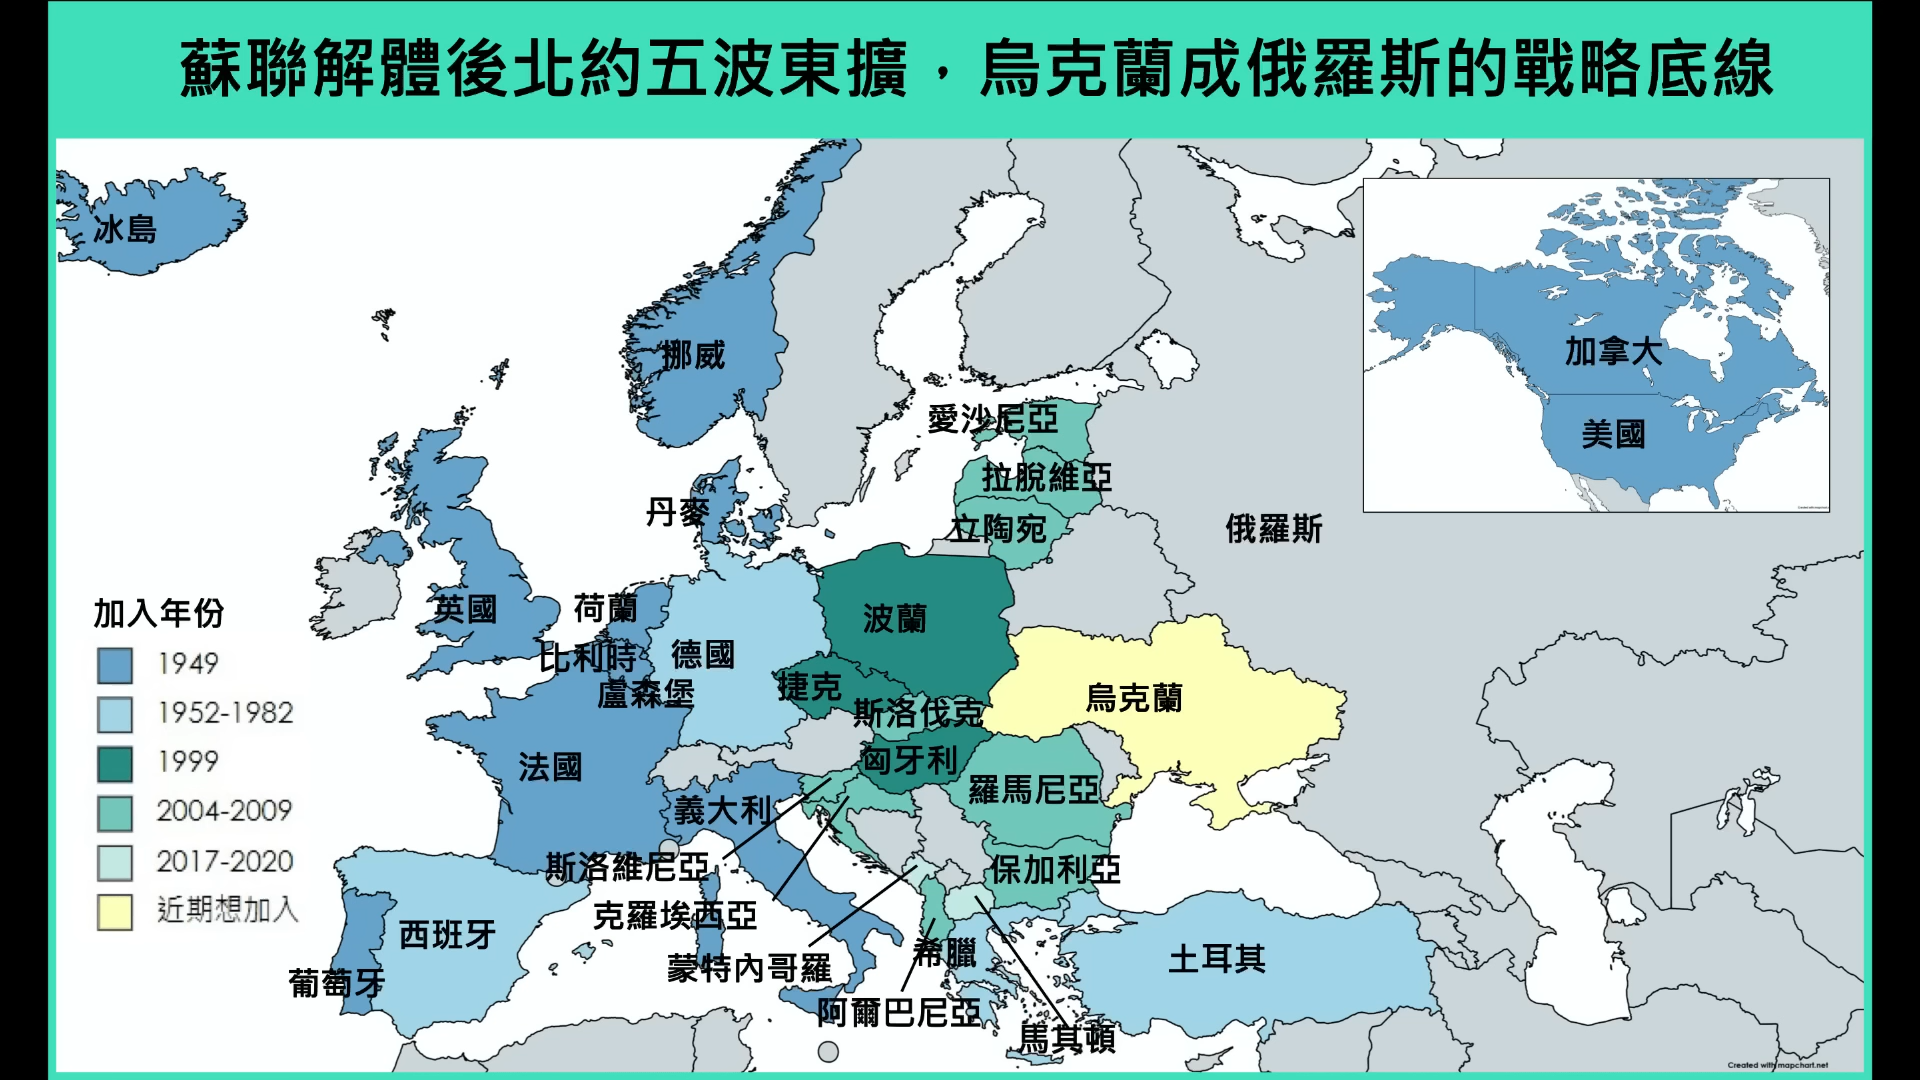 蘇聯解體後北約五波東擴，烏克蘭成俄羅斯的戰略底線
冰島
挪威
加拿大
美國
愛沙尼亞
拉脫維亞
立陶宛
丹麥
俄羅斯
英國
荷蘭
波蘭
比利時
德國
盧森堡
捷克
斯洛伐克
烏克蘭
法國
匈牙利
羅馬尼亞
義大利
斯洛維尼亞
保加利亞
克羅埃西亞
西班牙
蒙特內哥羅
希臘
土耳其
葡萄牙
阿爾巴尼亞
馬其頓
加入年份
1949
1952-1982
1999
2004-2009
2017-2020
近期想加入
Created with mapchart.net